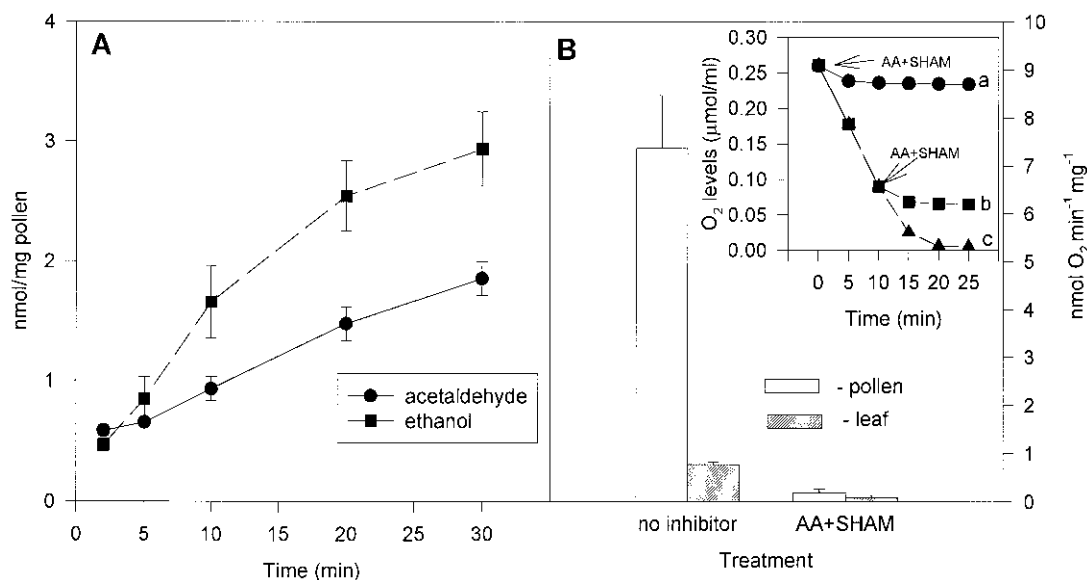 A
4
3
2
1
0
nmol/mg pollen
0 5 10 15 20 25 30
Time (min)
acetaldehyde
ethanol
B
0.30
0.25
0.20
0.15
0.10
0.05
0.00
O2 levels (μmol/ml)
AA+SHAM
a
AA+SHAM
b
c
0 5 10 15 20 25
Time (min)
- pollen
- leaf
no inhibitor AA+SHAM
Treatment
10
9
8
7
6
5
4
3
2
1
0
nmol O2 min-1 mg-1